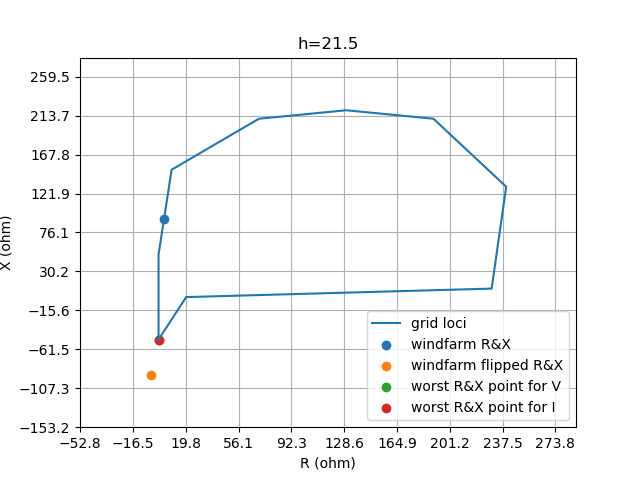 h=21.5
259.5
213.7
167.8
121.9
76.1
30.2
−15.6
−61.5
−107.3
−153.2
X (ohm)
−52.8 −16.5 19.8 56.1 92.3 128.6 164.9 201.2 237.5 273.8
R (ohm)
grid loci
windfarm R&X
windfarm flipped R&X
worst R&X point for V
worst R&X point for I